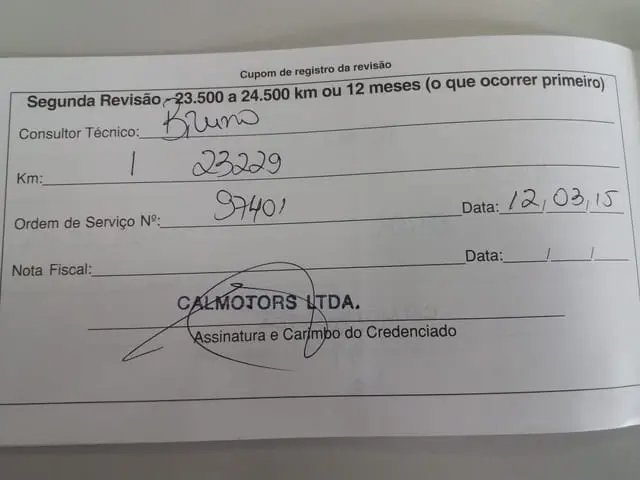 Cupom de registro da revisão
Segunda Revisão - 23.500 a 24.500 km ou 12 meses (o que ocorrer primeiro)
Consultor Técnico: Bruno
Km: 23229
Ordem de Serviço Nº: 97401 Data: 12,03,15
Nota Fiscal: Data: / /
CALMOTORS LTDA.
Assinatura e Carimbo do Credenciado